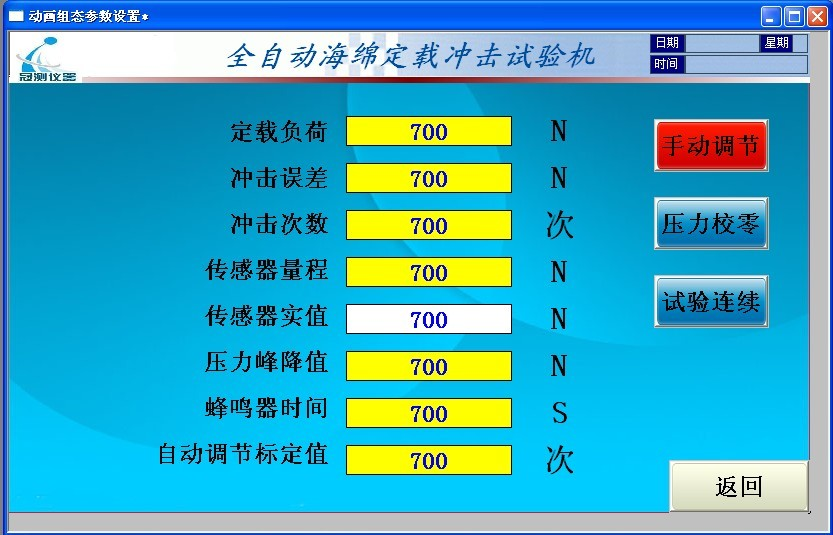 动画组态参数设置*
冠测仪器
全自动海绵定载冲击试验机
日期
星期
时间
定载负荷 700 N
手动调节
冲击误差 700 N
冲击次数 700 次
压力校零
传感器量程 700 N
传感器实值 700 N
试验连续
压力峰降值 700 N
蜂鸣器时间 700 S
自动调节标定值 700 次
返回